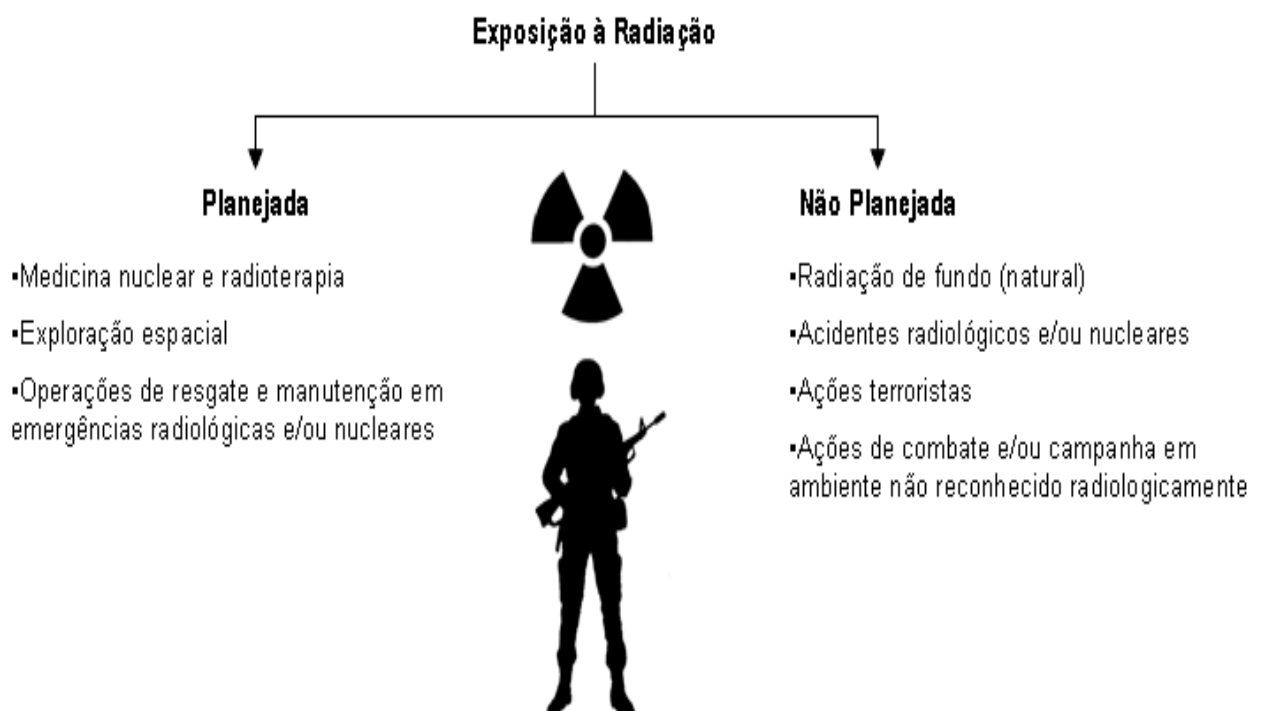 Exposição à Radiação
Planejada
▪Medicina nuclear e radioterapia
▪Exploração espacial
▪Operações de resgate e manutenção em
emergências radiológicas e/ou nucleares
Não Planejada
▪Radiação de fundo (natural)
▪Acidentes radiológicos e/ou nucleares
▪Ações terroristas
▪Ações de combate e/ou campanha em
ambiente não reconhecido radiologicamente